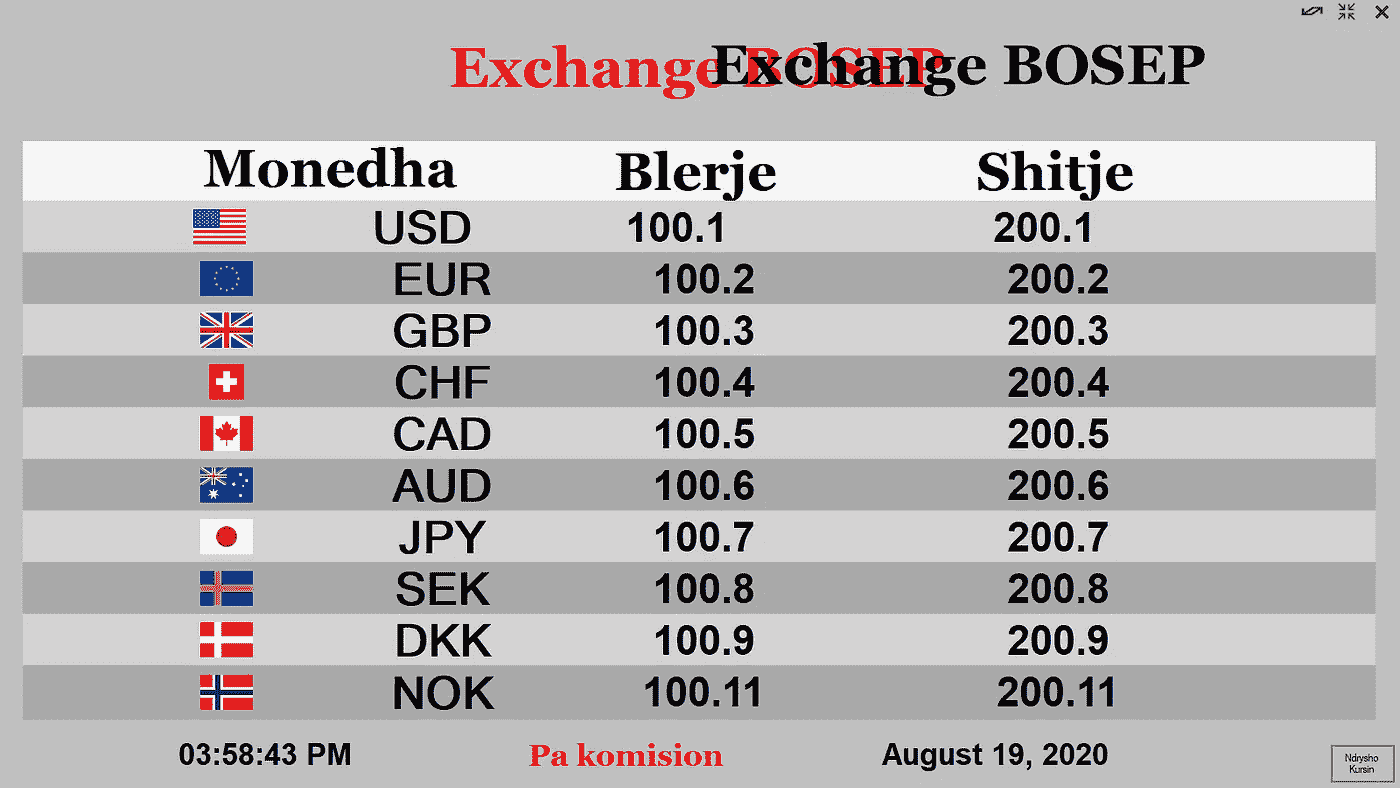 Exchange BOSEP
Exchange BOSEP
Monedha Blerje Shitje
USD 100.1 200.1
EUR 100.2 200.2
GBP 100.3 200.3
CHF 100.4 200.4
CAD 100.5 200.5
AUD 100.6 200.6
JPY 100.7 200.7
SEK 100.8 200.8
DKK 100.9 200.9
NOK 100.11 200.11
03:58:43 PM Pa komision August 19, 2020
Ndrysho
Kursin